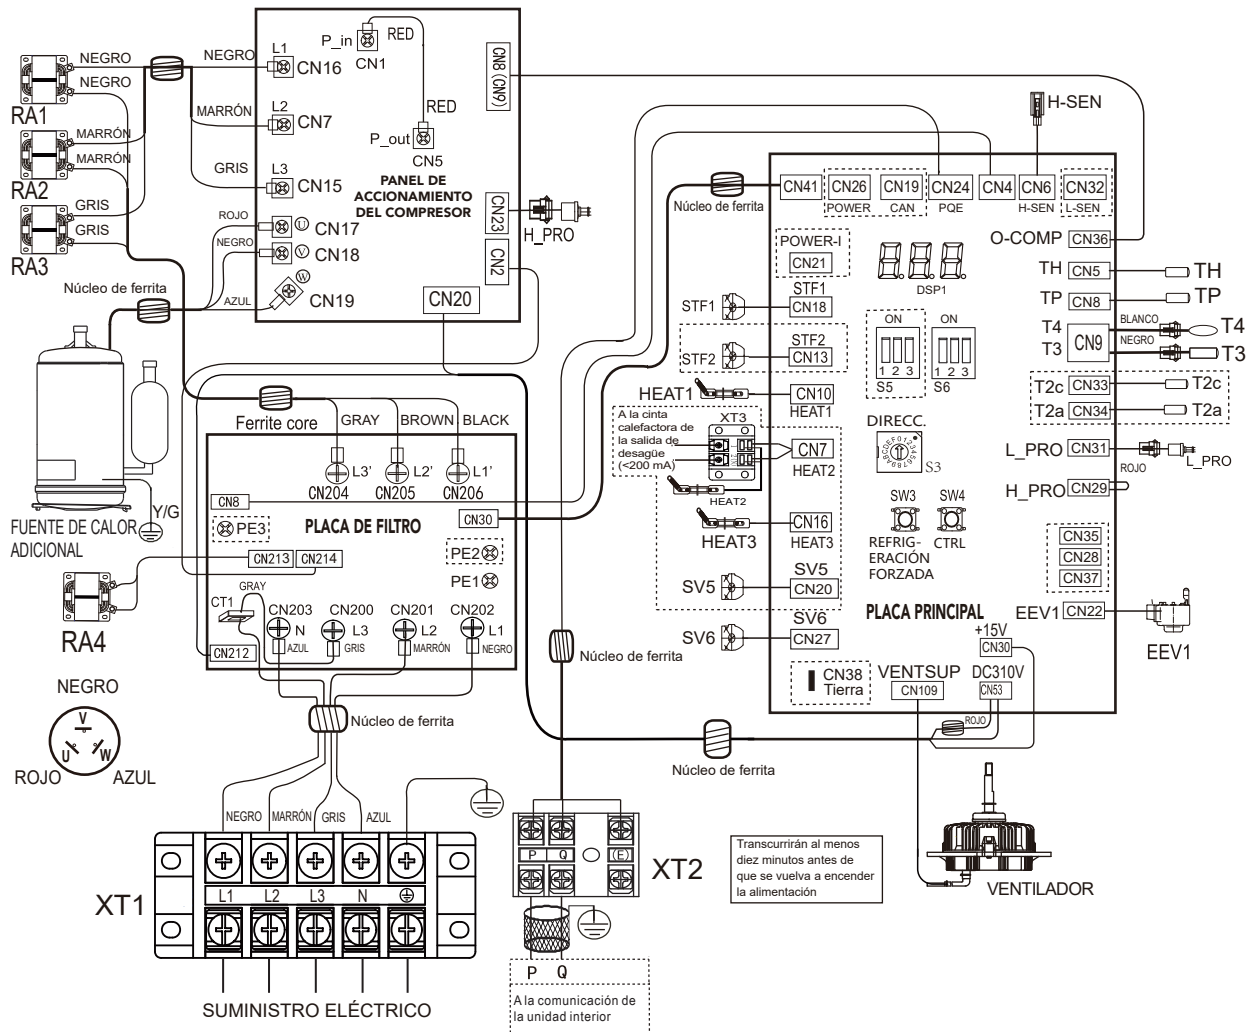 NEGRO
NEGRO
RA1
MARRÓN
MARRÓN
RA2
GRIS
GRIS
RA3
Núcleo de ferrita
NEGRO
L1
CN16
MARRÓN
L2
CN7
GRIS
L3
CN15
ROJO
U
CN17
NEGRO
V
CN18
AZUL
W
CN19
P_in
CN1
RED
RED
P_out
CN5
PANEL DE
ACCIONAMIENTO
DEL COMPRESOR
CN8 (CN9)
CN23
H_PRO
CN2
CN20
FUENTE DE CALOR
ADICIONAL
Y/G
RA4
Ferrite core
GRAY
BROWN
BLACK
L3'
CN204
L2'
CN205
L1'
CN206
CN8
PE3
PLACA DE FILTRO
CN30
PE2
PE1
CN213
CN214
GRAY
CT1
CN203
N
AZUL
CN200
L3
GRIS
CN201
L2
MARRÓN
CN202
L1
NEGRO
CN212
Núcleo de ferrita
NEGRO
V
U
W
ROJO
AZUL
NEGRO
MARRÓN
GRIS
AZUL
XT1
L1
L2
L3
N
SUMINISTRO ELÉCTRICO
Núcleo de ferrita
P
Q
(E)
XT2
P
Q
A la comunicación de
la unidad interior
Transcurrirán al menos
diez minutos antes de
que se vuelva a encender
la alimentación
Núcleo de ferrita
Núcleo de ferrita
H-SEN
CN41
CN26
POWER
CN19
CAN
CN24
PQE
CN4
CN6
H-SEN
CN32
L-SEN
POWER-I
CN21
DSP1
O-COMP
CN36
TH
CN5
TH
TP
CN8
TP
T4
T3
CN9
BLANCO
NEGRO
T4
T3
T2c
CN33
T2c
T2a
CN34
T2a
L_PRO
CN31
L_PRO
ROJO
H_PRO
CN29
STF1
STF1
CN18
STF2
STF2
CN13
ON
1 2 3
S5
ON
1 2 3
S6
HEAT1
CN10
HEAT1
A la cinta
calefactora de
la salida de
desagüe
(<200 mA)
XT3
HEAT2
CN7
HEAT2
HEAT3
CN16
HEAT3
DIRECC.
0123456789ABCDEF
S3
SW3
SW4
REFRIG-
ERACIÓN
FORZADA
CTRL
CN35
CN28
CN37
SV5
SV5
CN20
SV6
SV6
CN27
PLACA PRINCIPAL
EEV1
CN22
EEV1
+15V
CN30
CN38
Tierra
VENTSUP
CN109
DC310V
CN53
ROJO
VENTILADOR